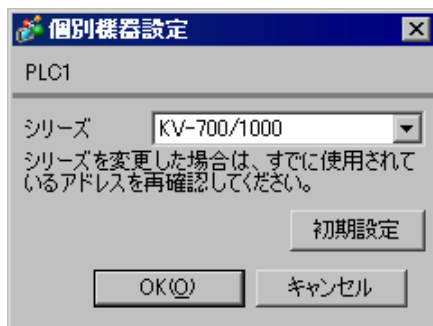 個別機器設定
PLC1
シリーズ KV-700/1000
シリーズを変更した場合は、すでに使用されて
いるアドレスを再確認してください。
初期設定
OK(O) キャンセル